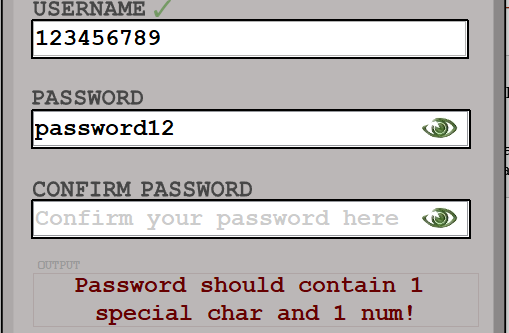 USERNAME ✓
123456789
PASSWORD
password12
CONFIRM PASSWORD
Confirm your password here
OUTPUT
Password should contain 1
special char and 1 num!